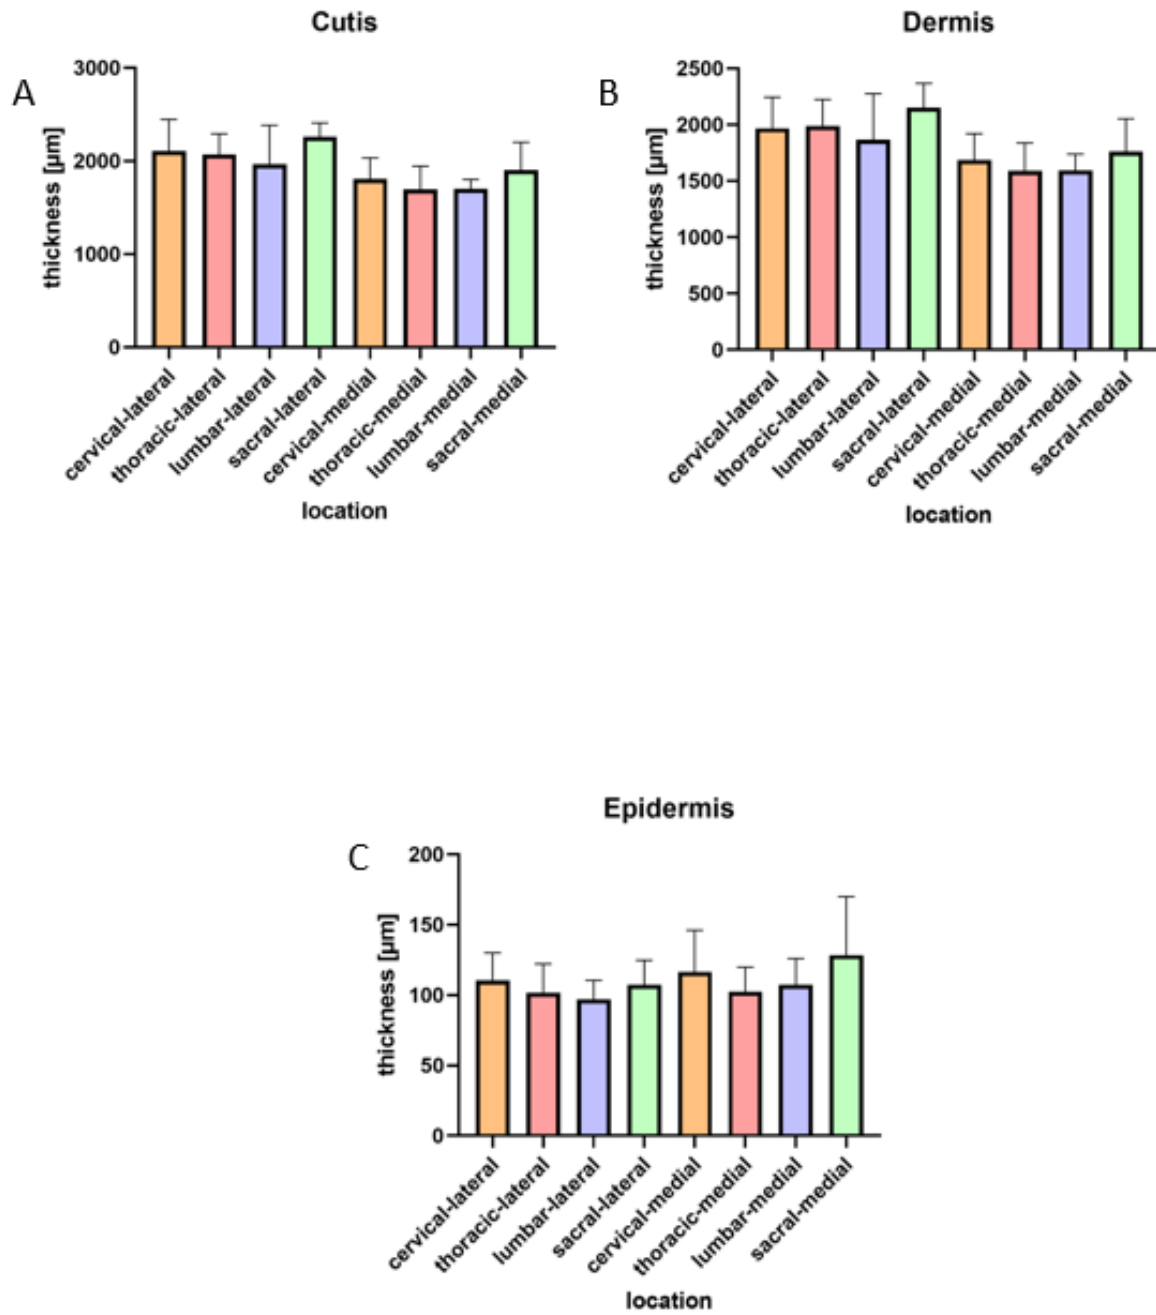 Cutis
A
thickness [µm]
3000
2000
1000
0
cervical-lateral
thoracic-lateral
lumbar-lateral
sacral-lateral
cervical-medial
thoracic-medial
lumbar-medial
sacral-medial
location
Dermis
B
thickness [µm]
2500
2000
1500
1000
500
0
cervical-lateral
thoracic-lateral
lumbar-lateral
sacral-lateral
cervical-medial
thoracic-medial
lumbar-medial
sacral-medial
location
Epidermis
C
thickness [µm]
200
150
100
50
0
cervical-lateral
thoracic-lateral
lumbar-lateral
sacral-lateral
cervical-medial
thoracic-medial
lumbar-medial
sacral-medial
location